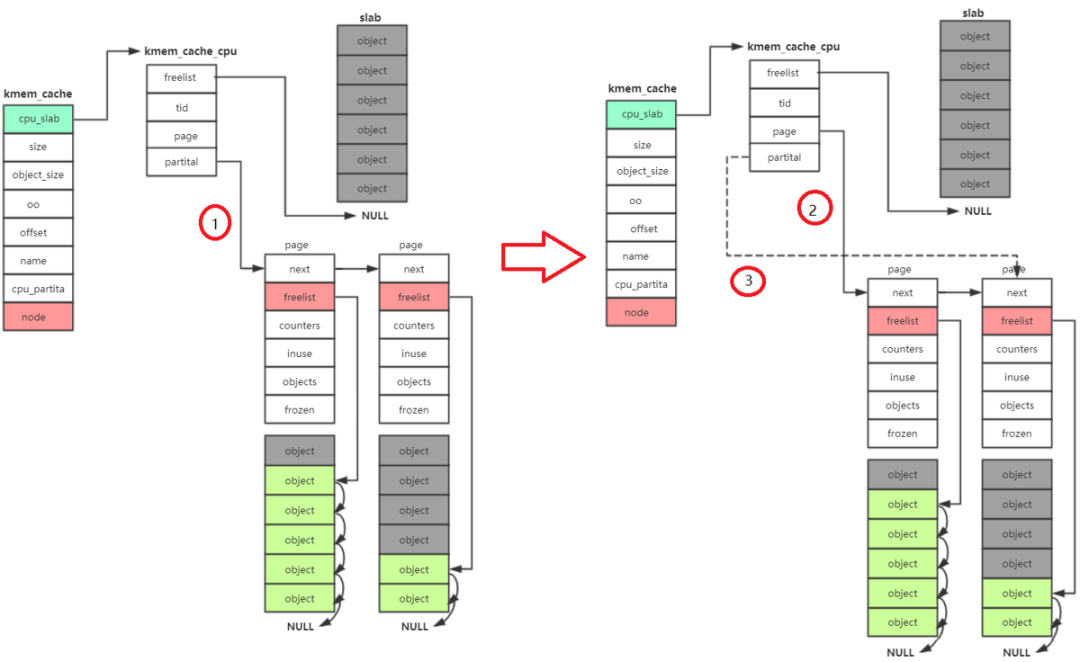 slab
object
object
object
object
object
object
kmem_cache_cpu
freelist
tid
page
partital
kmem_cache
cpu_slab
size
object_size
oo
offset
name
cpu_partita
node
NULL
1
page
next
freelist
counters
inuse
objects
frozen
object
object
object
object
object
object
NULL
page
next
freelist
counters
inuse
objects
frozen
object
object
object
object
object
object
NULL
slab
object
object
object
object
object
object
kmem_cache_cpu
freelist
tid
page
partital
kmem_cache
cpu_slab
size
object_size
oo
offset
name
cpu_partita
node
NULL
2
3
page
next
freelist
counters
inuse
objects
frozen
object
object
object
object
object
object
NULL
page
next
freelist
counters
inuse
objects
frozen
object
object
object
object
object
object
NULL